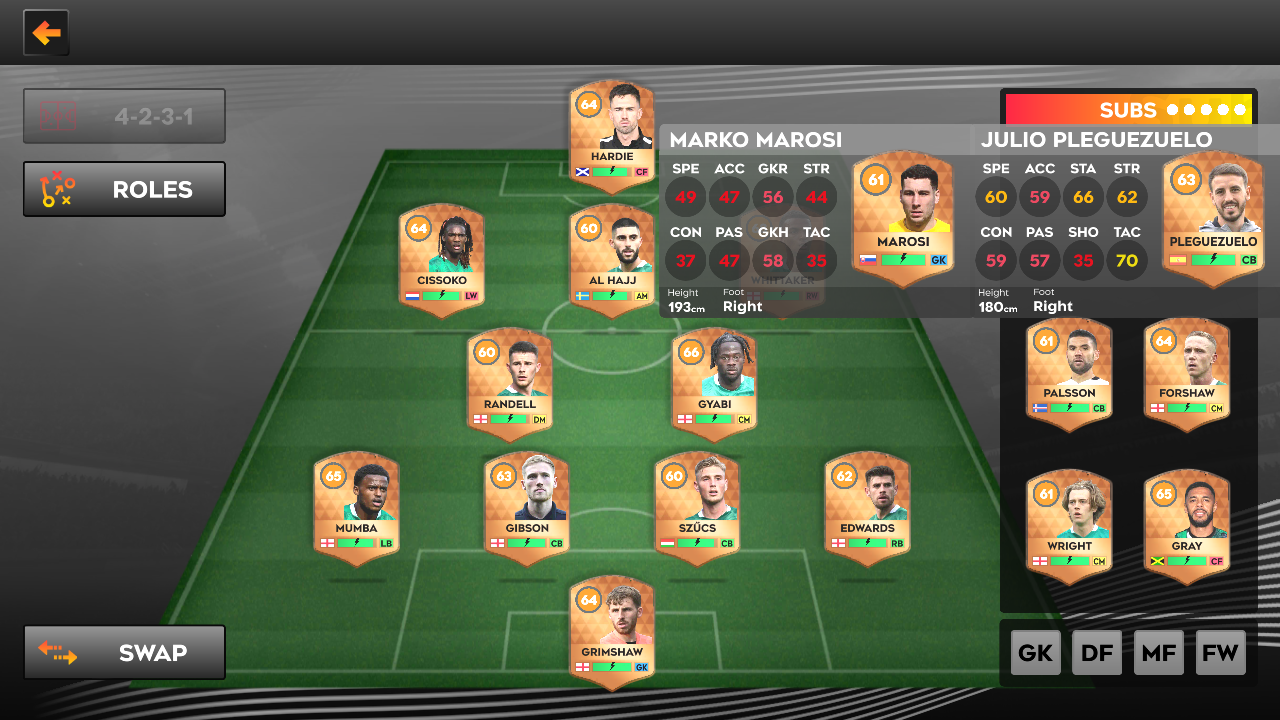 4-2-3-1
ROLES
SUBS
64
HARDIE
CF
MARKO MAROSI
SPE ACC GKR STR
49 47 56 44
CON PAS GKH TAC
37 47 58 35
Height Foot
193cm Right
61
MAROSI
GK
JULIO PLEGUEZUELO
SPE ACC STA STR
60 59 66 62
CON PAS SHO TAC
59 57 35 70
Height Foot
180cm Right
63
PLEGUEZUELO
CB
64
CISSOKO
LW
60
AL HAJJ
AM
WHITTAKER
RW
60
RANDELL
DM
66
GYABI
CM
61
PALSSON
CB
64
FORSHAW
CM
65
MUMBA
LB
63
GIBSON
CB
60
SZŰCS
CB
62
EDWARDS
RB
61
WRIGHT
CM
65
GRAY
CF
64
GRIMSHAW
GK
SWAP
GK DF MF FW